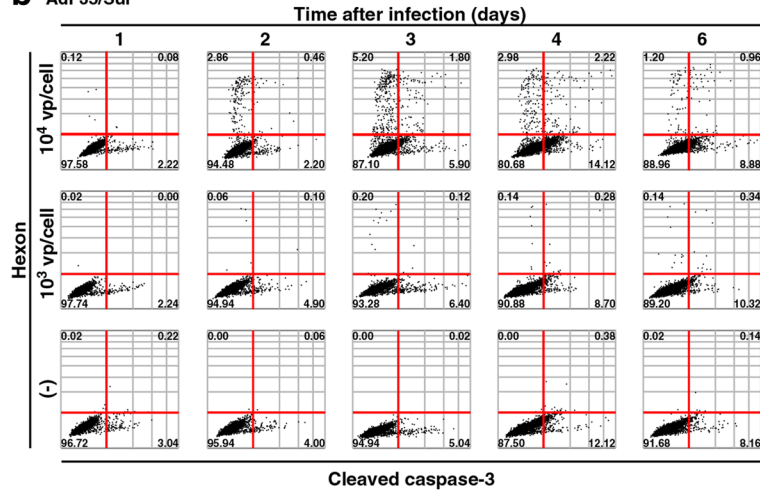 b AdF35/Sur
Time after infection (days)
1 2 3 4 6
Hexon
10⁴ vp/cell
0.12 0.08 2.86 0.46 5.20 1.80 2.98 2.22 1.20 0.96
97.58 2.22 94.48 2.20 87.10 5.90 80.68 14.12 88.96 8.88
10³ vp/cell
0.02 0.00 0.06 0.10 0.20 0.12 0.14 0.28 0.14 0.34
97.74 2.24 94.94 4.90 93.28 6.40 90.88 8.70 89.20 10.32
(-)
0.02 0.22 0.00 0.06 0.00 0.02 0.00 0.38 0.02 0.14
96.72 3.04 95.94 4.00 94.94 5.04 87.50 12.12 91.68 8.16
Cleaved caspase-3